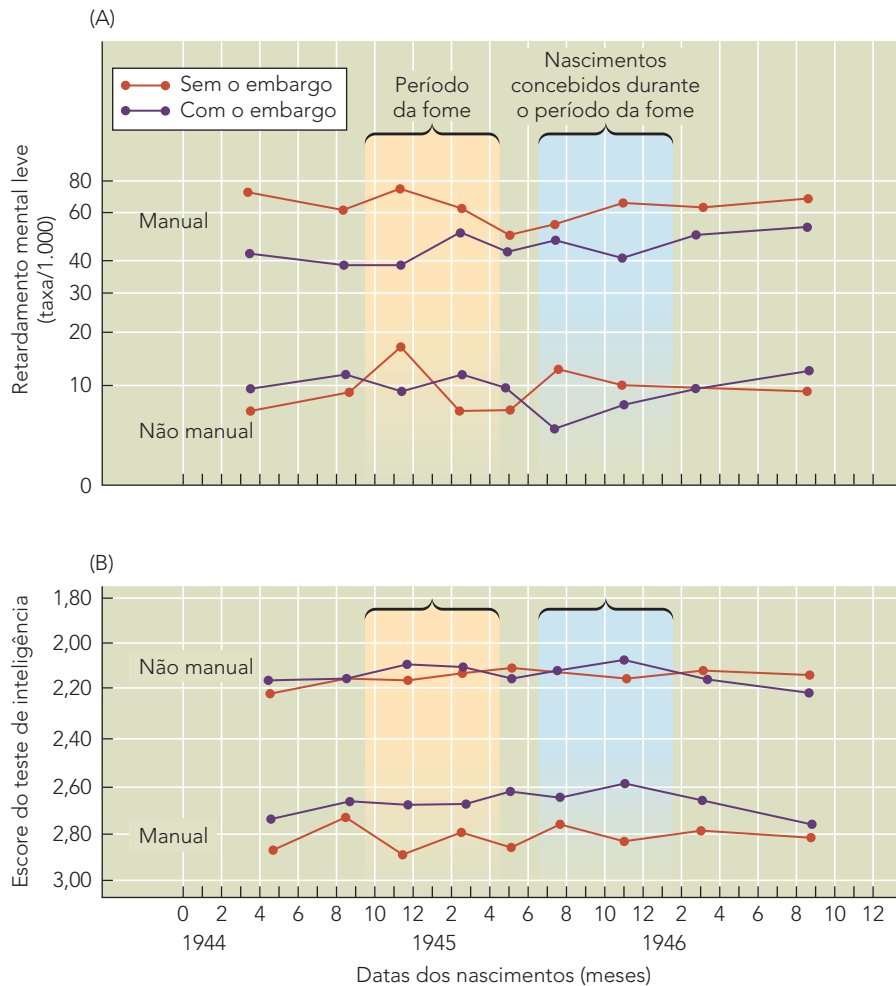 (A)
Sem o embargo
Com o embargo
Período
da fome
Nascimentos
concebidos durante
o período da fome
Retardamento mental leve
(taxa/1.000)
80
60
40
30
20
10
0
Manual
Não manual
(B)
Escore do teste de inteligência
1,80
2,00
2,20
2,40
2,60
2,80
3,00
Não manual
Manual
0 2 4 6 8 10 12 2 4 6 8 10 12 2 4 6 8 10 12
1944 1945 1946
Datas dos nascimentos (meses)